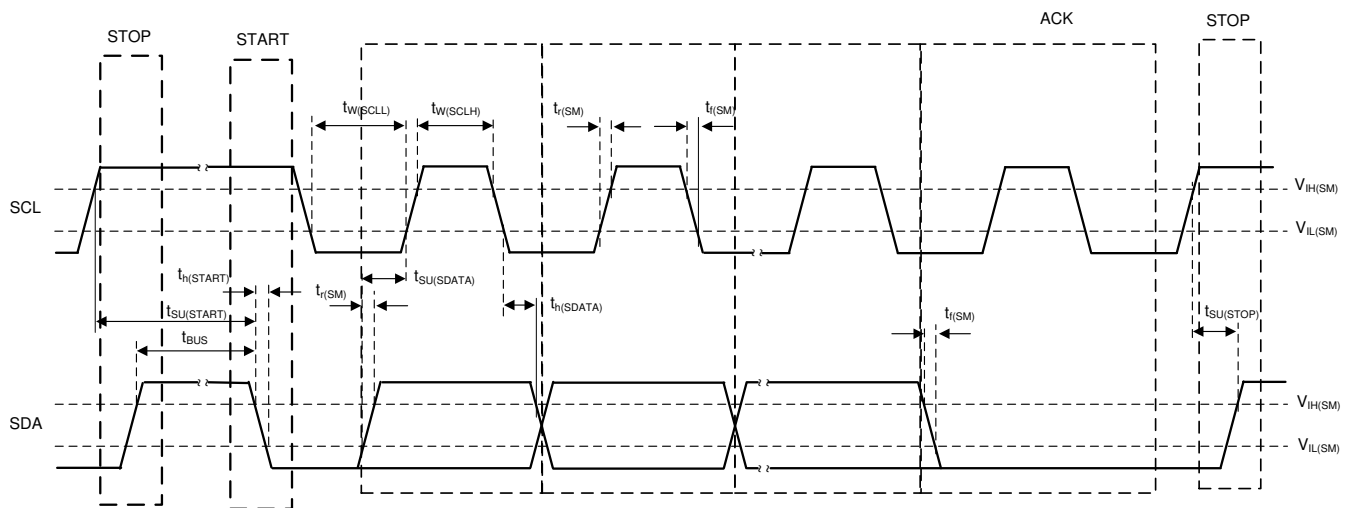 ACK
STOP
STOP
START
tW(SCLL)
tW(SCLH)
tr(SM)
tf(SM)
VIH(SM)
SCL
VIL(SM)
th(START)
tr(SM)
tSU(SDATA)
th(SDATA)
tSU(START)
tf(SM)
tSU(STOP)
tBUS
VIH(SM)
SDA
VIL(SM)